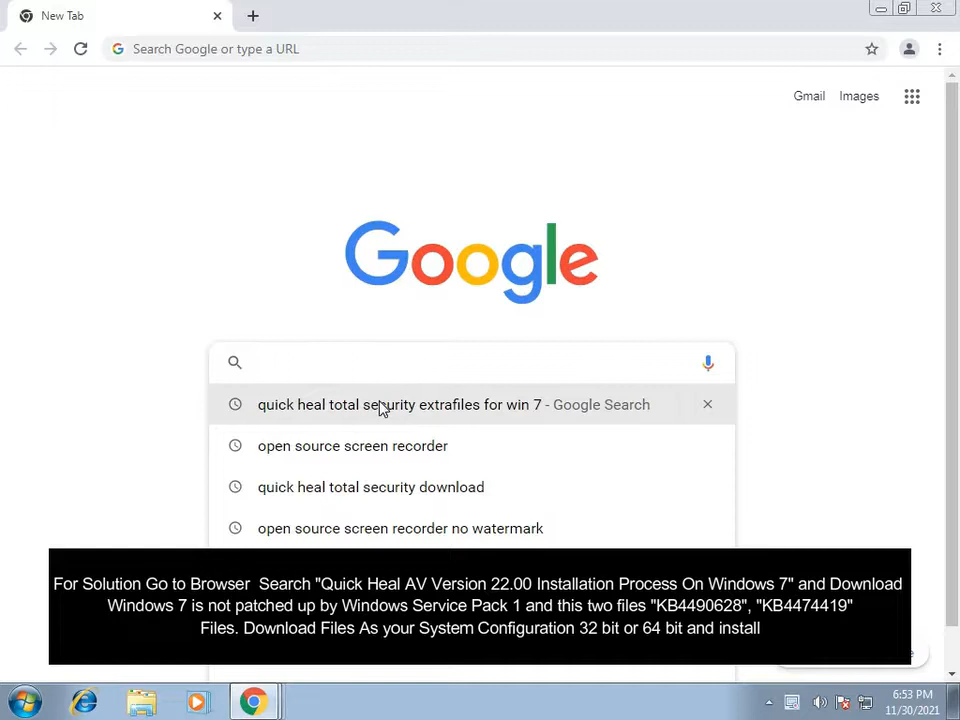 New Tab
Search Google or type a URL
Gmail Images
Google
quick heal total security extrafiles for win 7 - Google Search
open source screen recorder
quick heal total security download
open source screen recorder no watermark
For Solution Go to Browser Search "Quick Heal AV Version 22.00 Installation Process On Windows 7" and Download
Windows 7 is not patched up by Windows Service Pack 1 and this two files "KB4490628", "KB4474419"
Files. Download Files As your System Configuration 32 bit or 64 bit and install
6:53 PM
11/30/2021